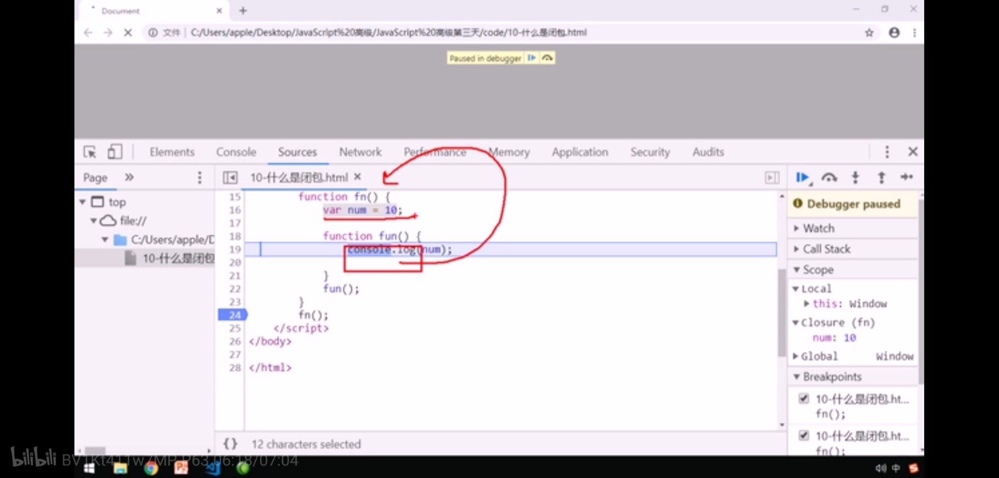 Document
文件 C:/Users/apple/Desktop/JavaScript%20高级/JavaScript%20高级第三天/code/10-什么是闭包.html
Paused in debugger
Elements Console Sources Network Performance Memory Application Security Audits
Page »
10-什么是闭包.html
top
file://
C:/Users/apple/D
10-什么是闭包
15 function fn() {
16 var num = 10;
17
18 function fun() {
19 console.log(num);
20
21 }
22 fun();
23 }
24 fn();
25 </script>
26 </body>
27
28 </html>
{} 12 characters selected
Debugger paused
Watch
Call Stack
Scope
Local
this: Window
Closure (fn)
num: 10
Global Window
Breakpoints
10-什么是闭包.ht...
fn();
10-什么是闭包.ht...
fn();
bilibili P63 06:18/07:04
中